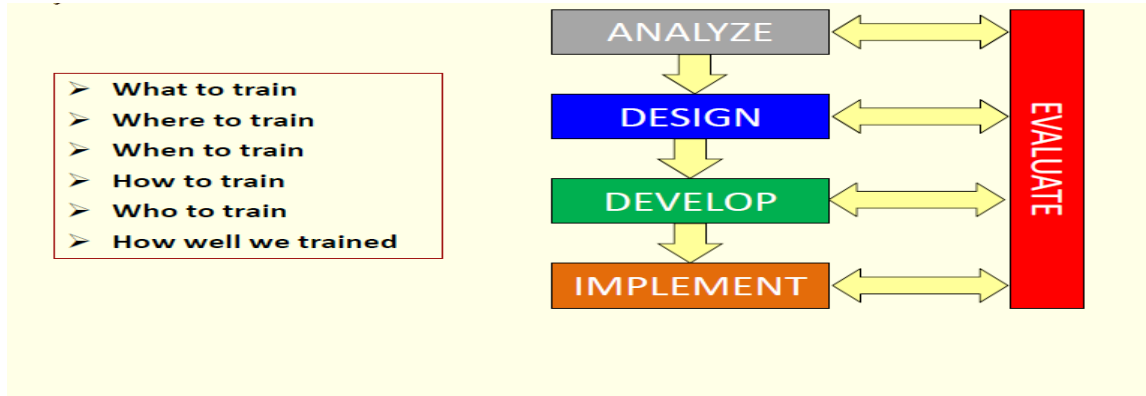 ➢ What to train
➢ Where to train
➢ When to train
➢ How to train
➢ Who to train
➢ How well we trained
ANALYZE
DESIGN
DEVELOP
IMPLEMENT
EVALUATE